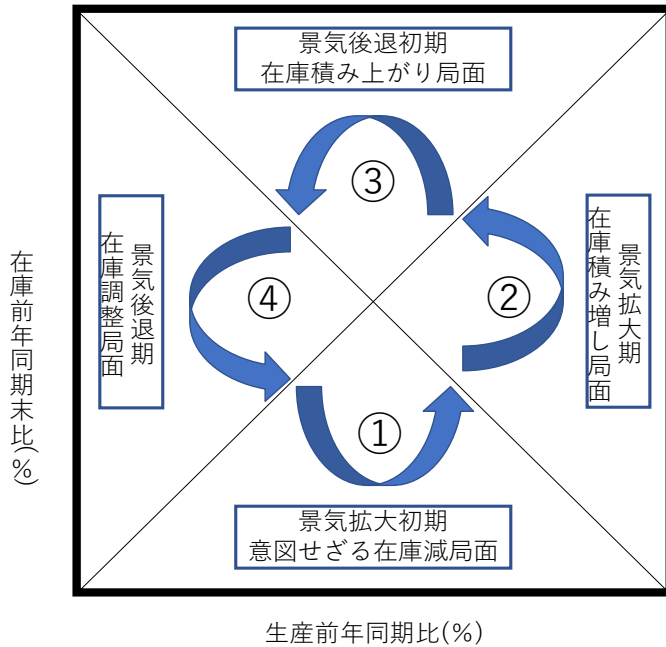 景気後退初期
在庫積み上がり局面
③
景気後退期
在庫調整局面
④
②
景気拡大期
在庫積み増し局面
①
景気拡大初期
意図せざる在庫減局面
在庫前年同期末比(%)
生産前年同期比(%)